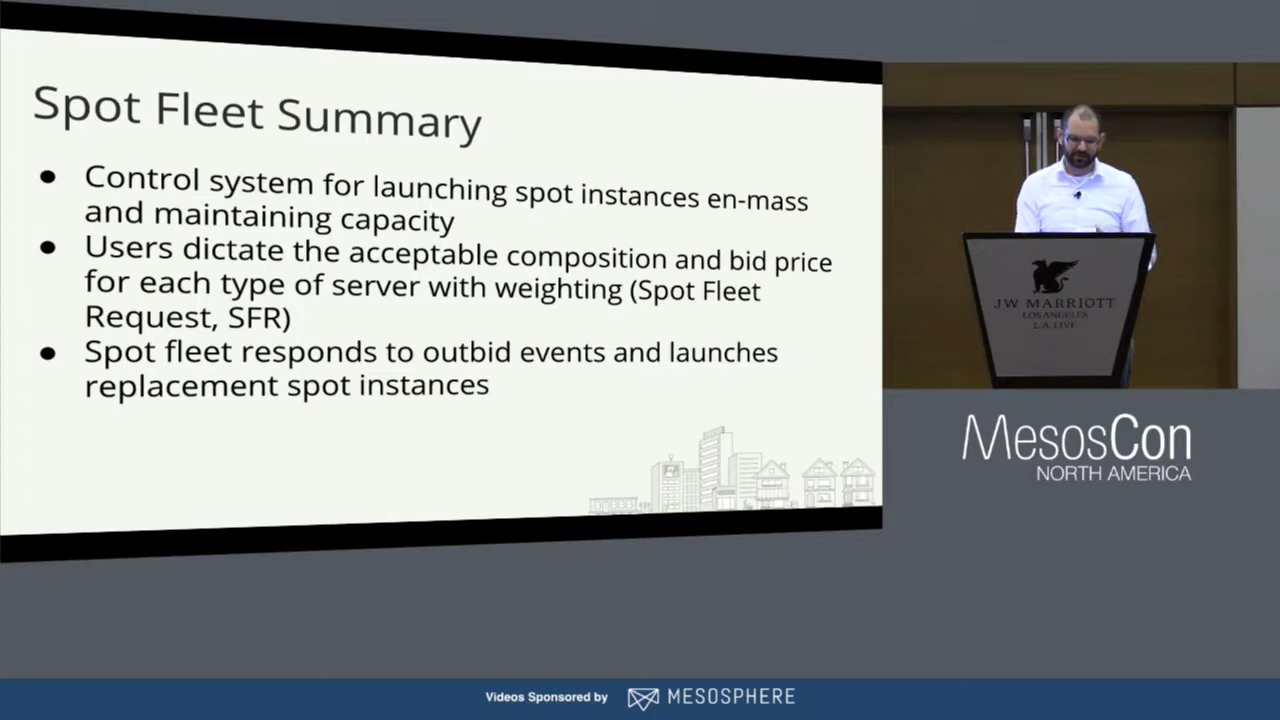 Spot Fleet Summary
● Control system for launching spot instances en-mass
and maintaining capacity
● Users dictate the acceptable composition and bid price
for each type of server with weighting (Spot Fleet
Request, SFR)
● Spot fleet responds to outbid events and launches
replacement spot instances
JW MARRIOTT
LOS ANGELES
L.A. LIVE
MesosCon
NORTH AMERICA
Videos Sponsored by MESOSPHERE